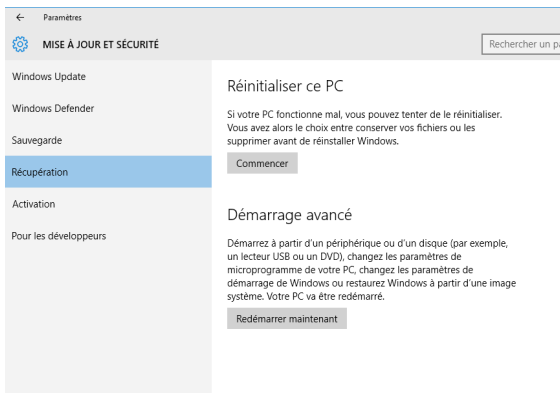 Paramètres
MISE À JOUR ET SÉCURITÉ
Rechercher un
Windows Update
Windows Defender
Sauvegarde
Récupération
Activation
Pour les développeurs
Réinitialiser ce PC
Si votre PC fonctionne mal, vous pouvez tenter de le réinitialiser.
Vous avez alors le choix entre conserver vos fichiers ou les
supprimer avant de réinstaller Windows.
Commencer
Démarrage avancé
Démarrez à partir d'un périphérique ou d'un disque (par exemple,
un lecteur USB ou un DVD), changez les paramètres de
microprogramme de votre PC, changez les paramètres de
démarrage de Windows ou restaurez Windows à partir d'une image
système. Votre PC va être redémarré.
Redémarrer maintenant